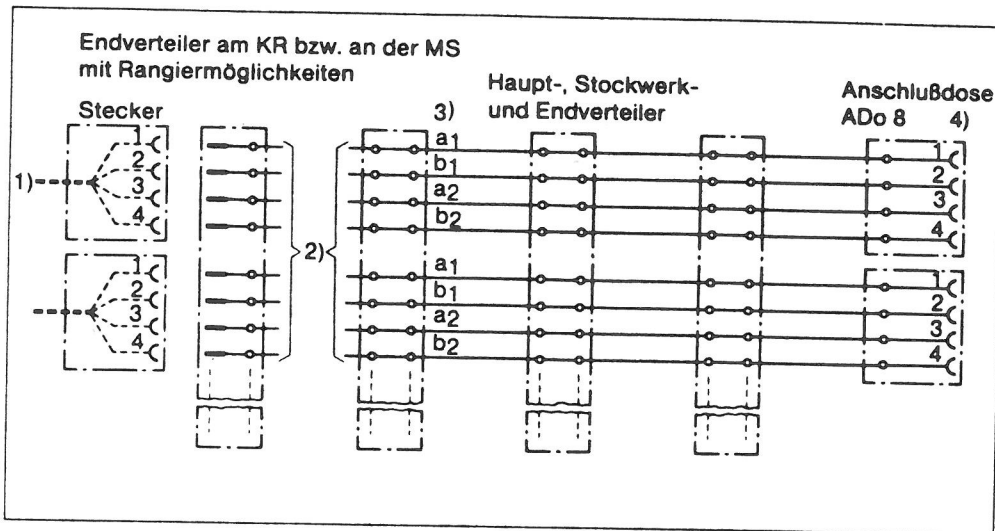 Endverteiler am KR bzw. an der MS
mit Rangiermöglichkeiten
Haupt-, Stockwerk-
und Endverteiler
Anschlußdose
ADo 8 4)
Stecker
3)
1)
1
2
3
4
2)
a1
b1
a2
b2
1
2
3
4
1
2
3
4
a1
b1
a2
b2
1
2
3
4